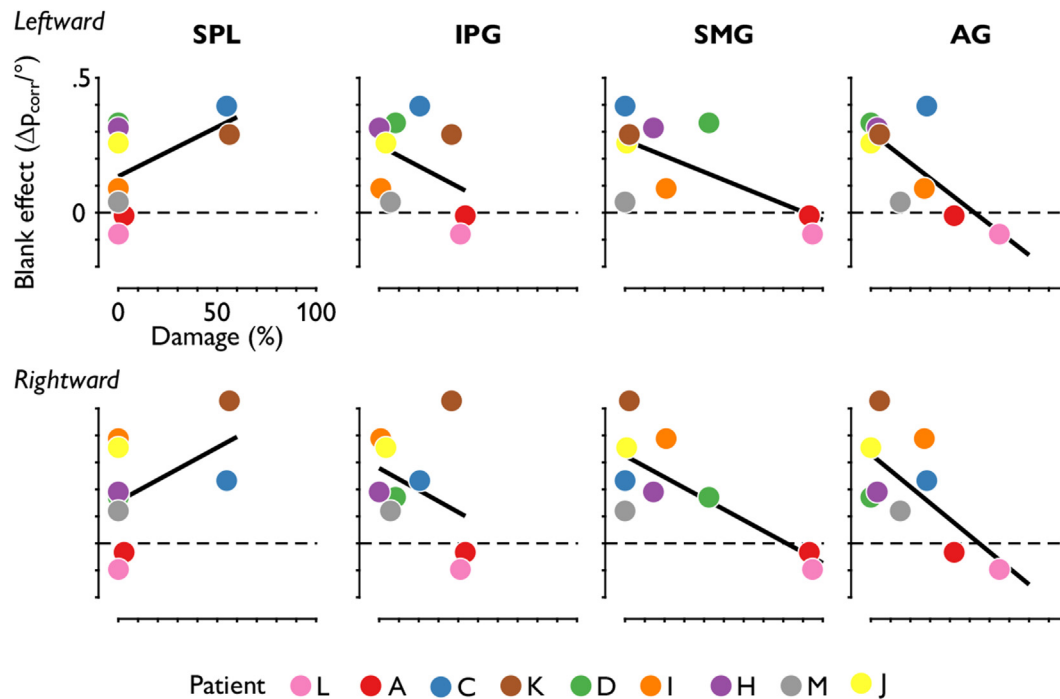 Leftward
SPL IPG SMG AG
Blank effect (Δpcorr/°)
.5
0
0 50 100
Damage (%)
Rightward
Patient L A C K D I H M J